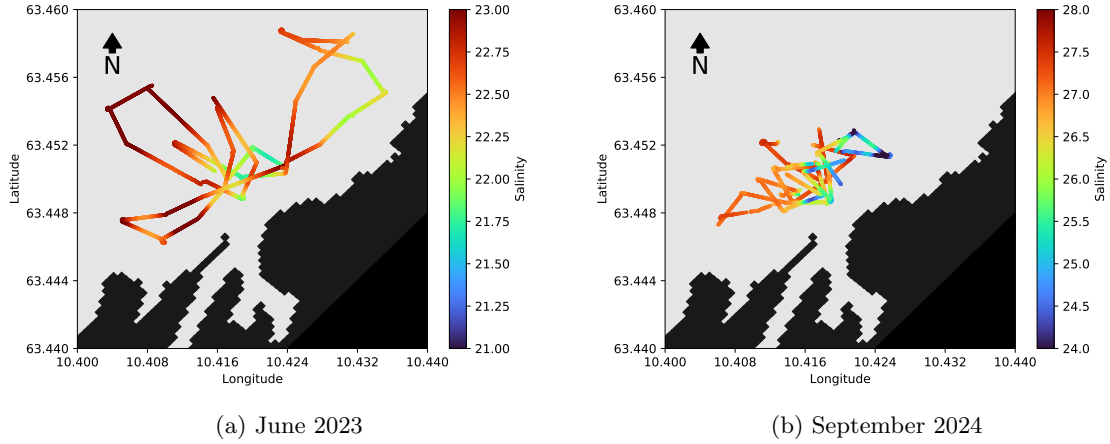 63.460
63.456
63.452
63.448
63.444
63.440
Latitude
N
10.400 10.408 10.416 10.424 10.432 10.440
Longitude
23.00
22.75
22.50
22.25
22.00
21.75
21.50
21.25
21.00
Salinity
(a) June 2023
63.460
63.456
63.452
63.448
63.444
63.440
Latitude
N
10.400 10.408 10.416 10.424 10.432 10.440
Longitude
28.0
27.5
27.0
26.5
26.0
25.5
25.0
24.5
24.0
Salinity
(b) September 2024